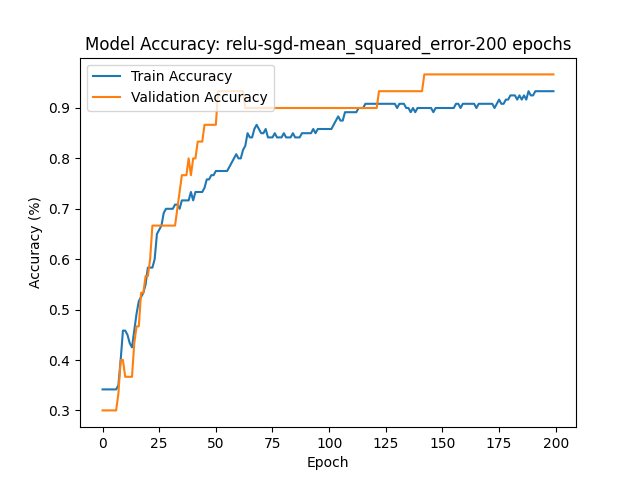 Model Accuracy: relu-sgd-mean_squared_error-200 epochs
Train Accuracy
Validation Accuracy
Accuracy (%)
0.9
0.8
0.7
0.6
0.5
0.4
0.3
0 25 50 75 100 125 150 175 200
Epoch